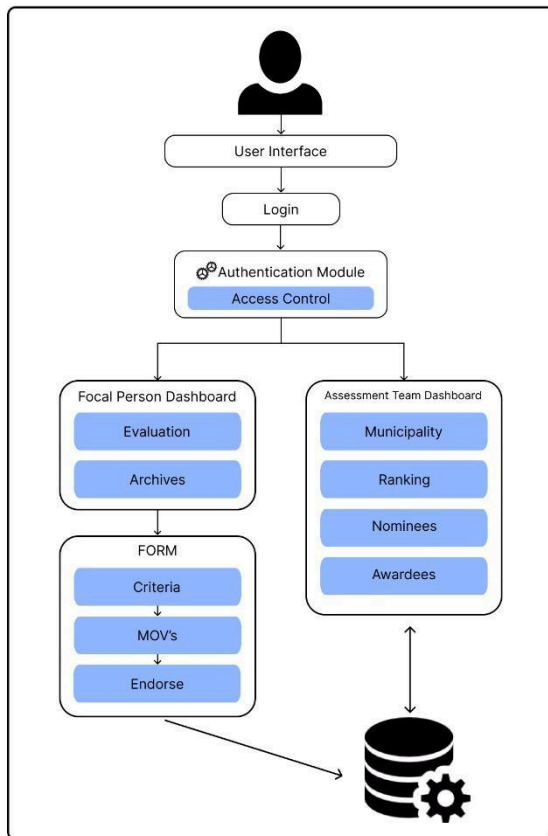 User Interface
Login
Authentication Module
Access Control
Focal Person Dashboard
Evaluation
Archives
FORM
Criteria
MOV's
Endorse
Assessment Team Dashboard
Municipality
Ranking
Nominees
Awardees